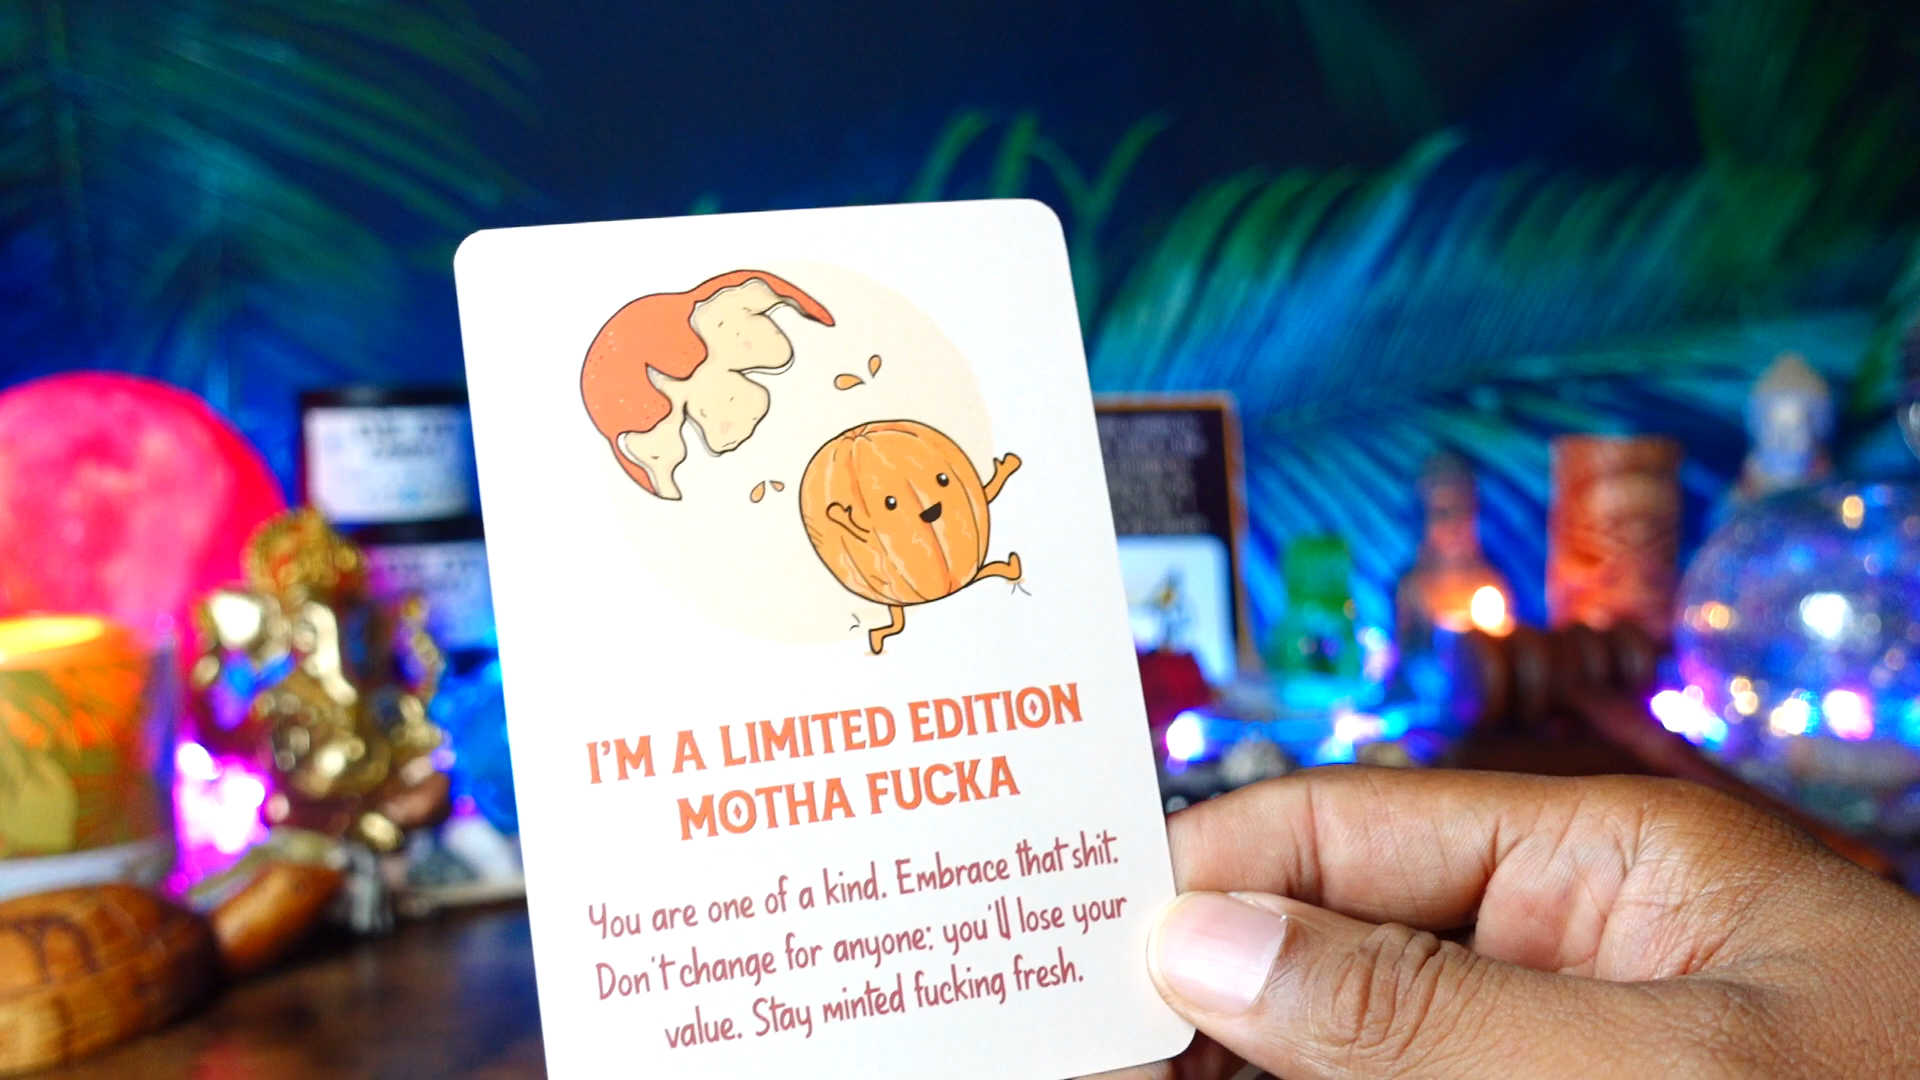 I'M A LIMITED EDITION
MOTHA FUCKA
You are one of a kind. Embrace that shit.
Don't change for anyone: you'll lose your
value. Stay minted fucking fresh.